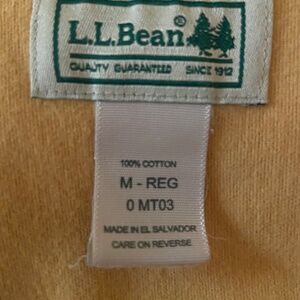 L.L.Bean®
QUALITY GUARANTEED SINCE 1912
100% COTTON
M - REG
0 MT03
MADE IN EL SALVADOR
CARE ON REVERSE